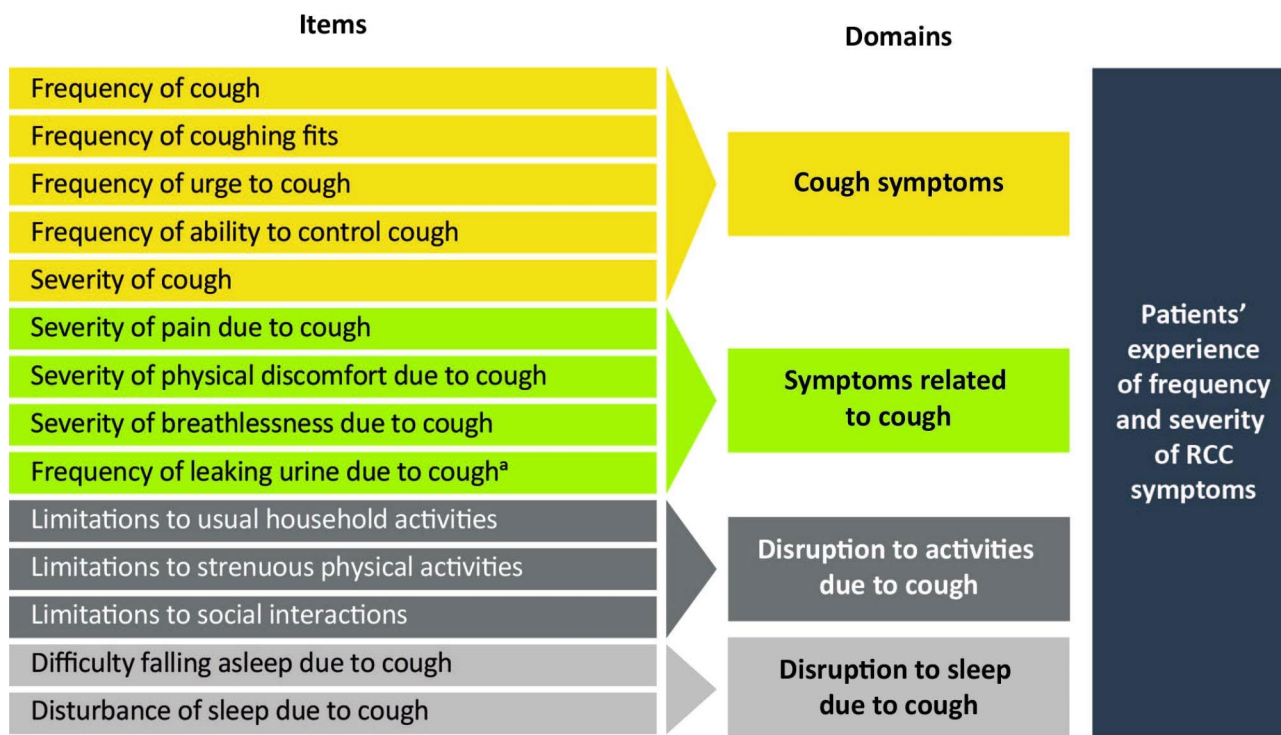 Items
Domains
Frequency of cough
Frequency of coughing fits
Frequency of urge to cough
Frequency of ability to control cough
Severity of cough
Cough symptoms
Severity of pain due to cough
Severity of physical discomfort due to cough
Severity of breathlessness due to cough
Frequency of leaking urine due to coughᵃ
Symptoms related
to cough
Limitations to usual household activities
Limitations to strenuous physical activities
Limitations to social interactions
Disruption to activities
due to cough
Difficulty falling asleep due to cough
Disturbance of sleep due to cough
Disruption to sleep
due to cough
Patients’
experience
of frequency
and severity
of RCC
symptoms